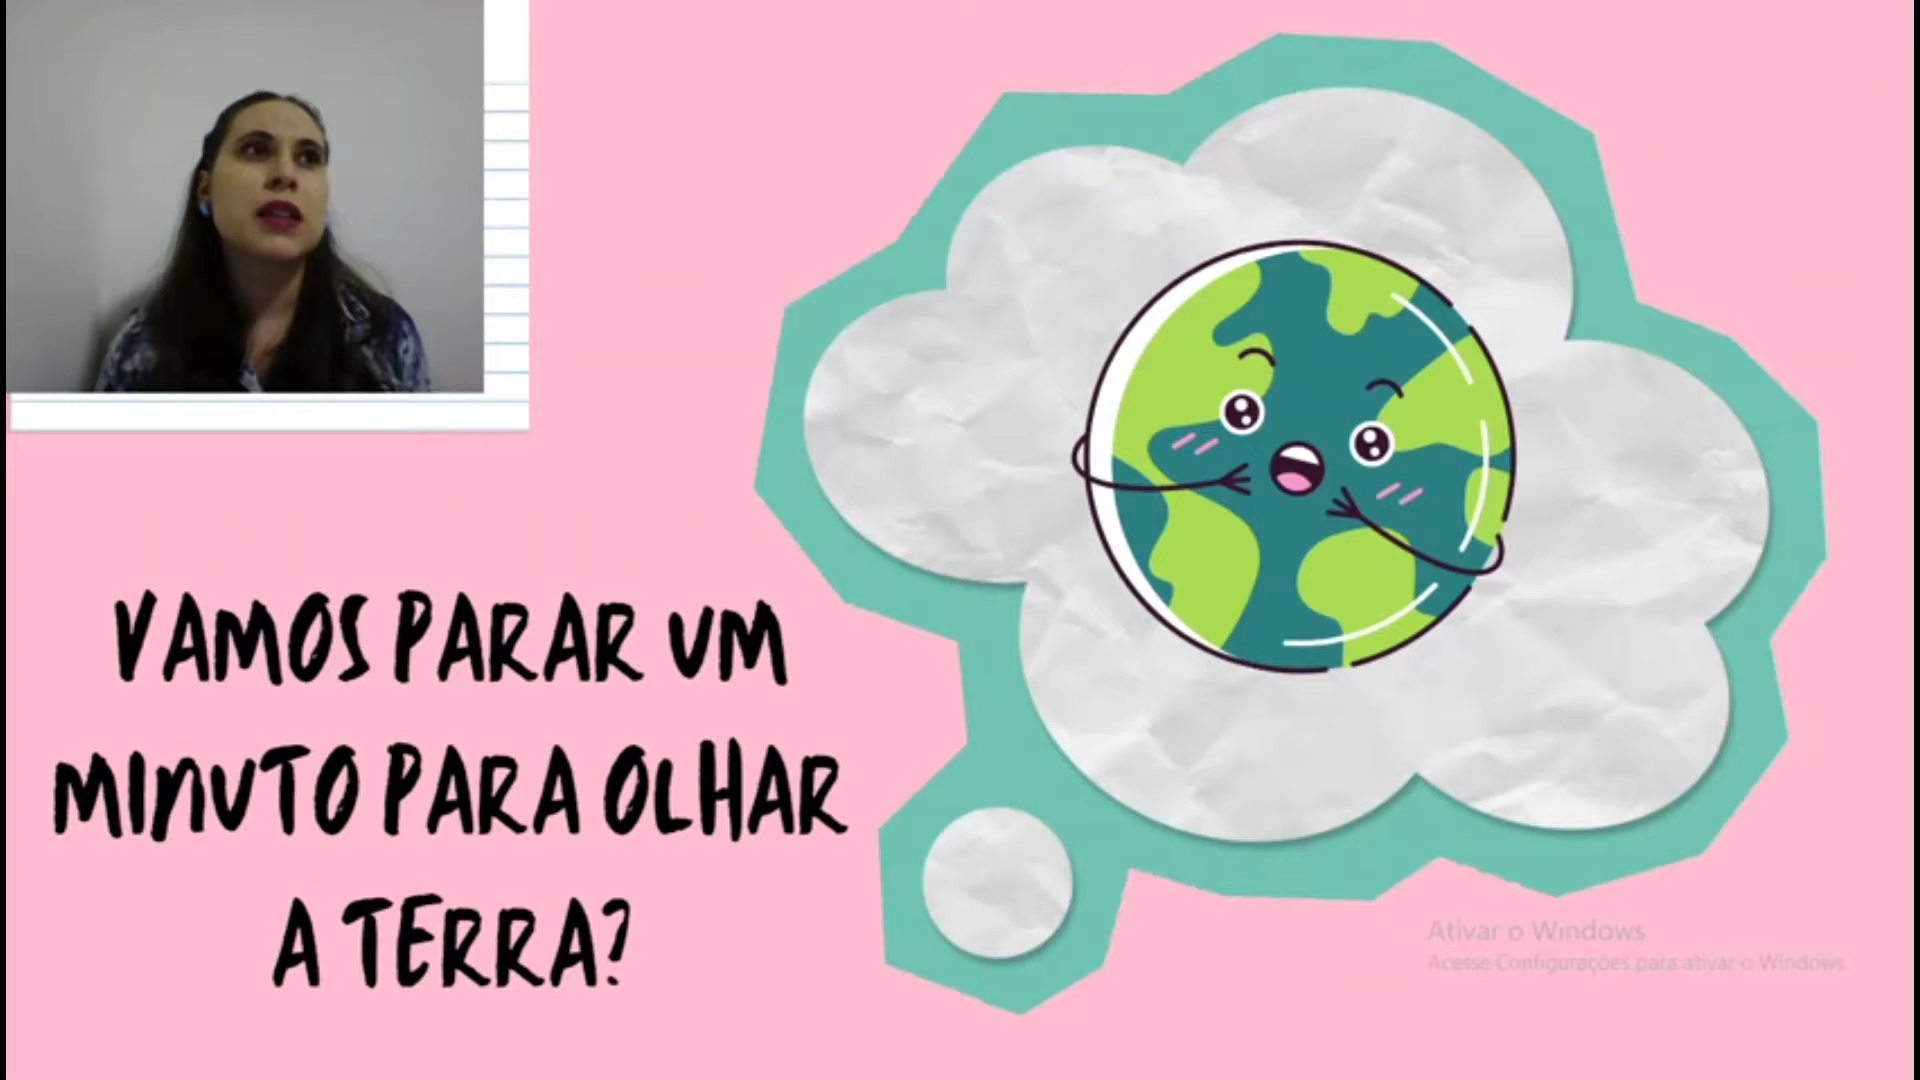 VAMOS PARAR UM
MINUTO PARA OLHAR
A TERRA?
Ativar o Windows
Acesse Configurações para ativar o Windows